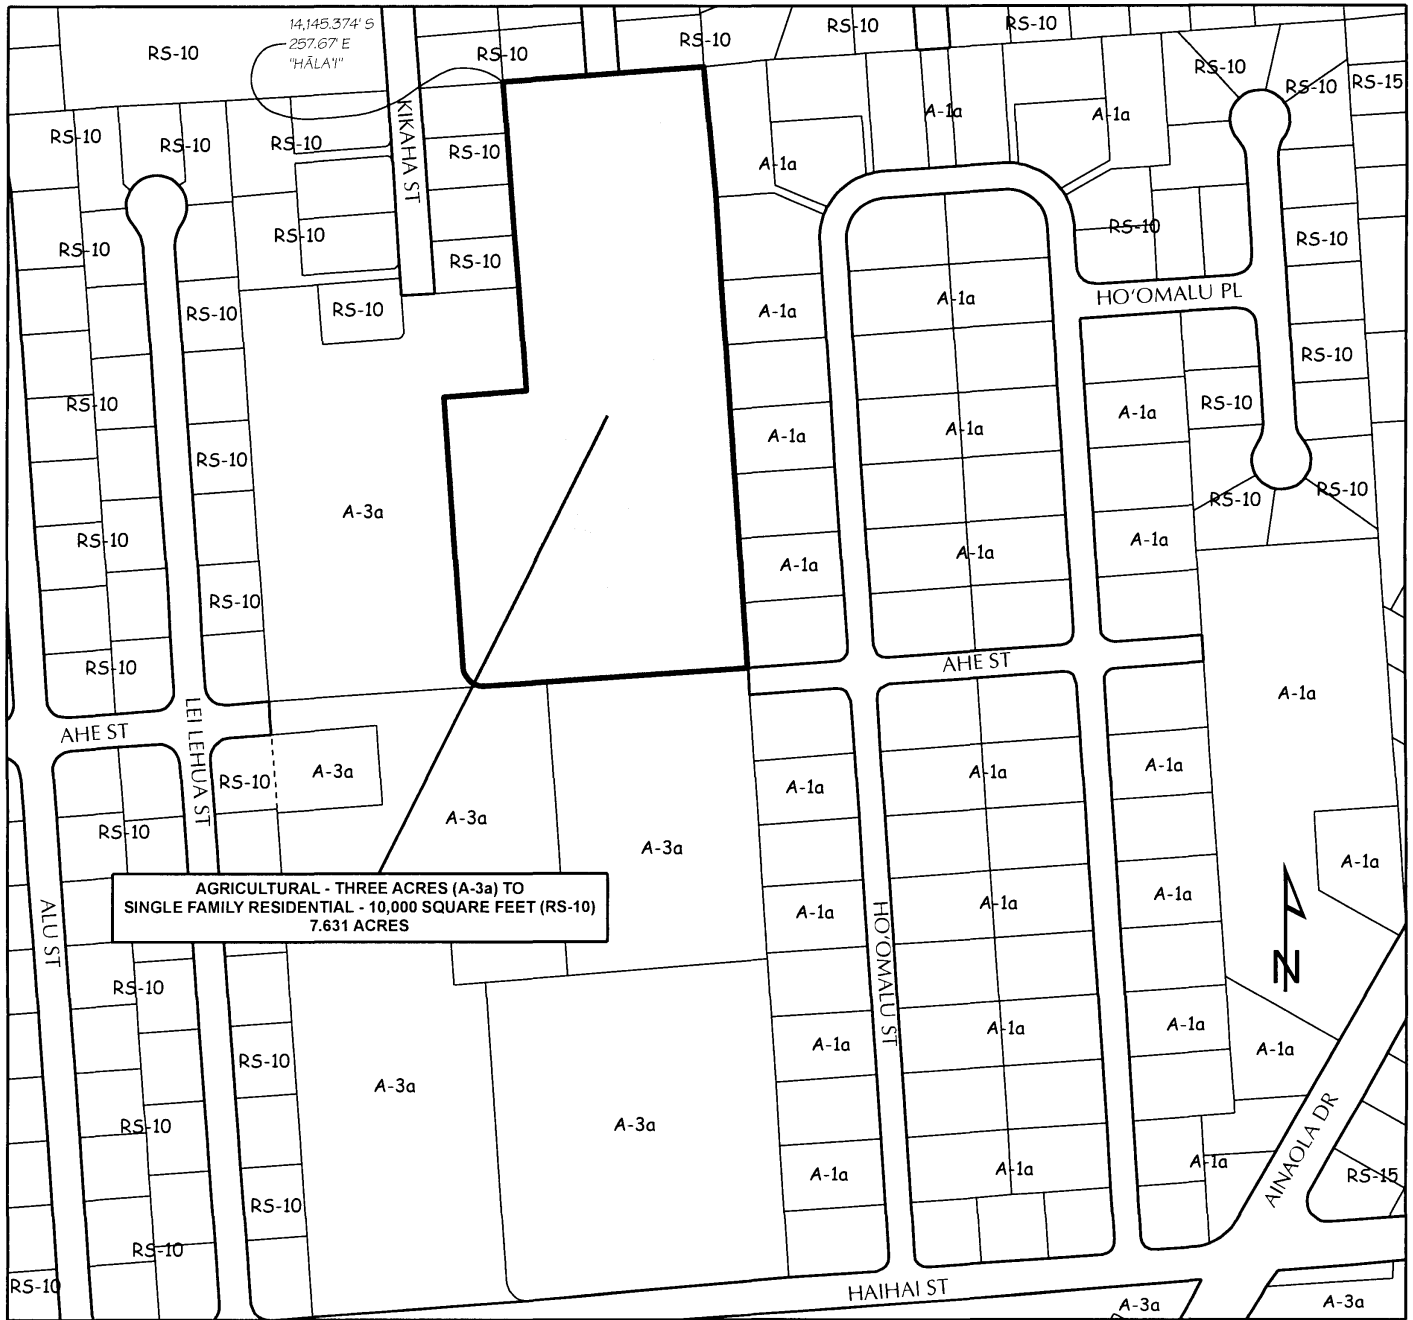 14,145.374' S
257.67' E
"HĀLA'I"
RS-10
RS-10
RS-10
RS-10
RS-10
RS-10
RS-10
RS-15
KIKAHA ST
A-1a
A-1a
RS-10
RS-10
RS-10
RS-10
A-1a
RS-10
RS-10
RS-10
RS-10
RS-10
HO'OMALU PL
A-1a
A-1a
RS-10
RS-10
RS-10
RS-10
A-1a
RS-10
A-1a
A-1a
RS-10
A-3a
RS-10
RS-10
RS-10
A-1a
A-1a
A-1a
RS-10
RS-10
AHE ST
A-1a
LEI LEHUA ST
AHE ST
RS-10
A-3a
A-1a
A-1a
A-1a
RS-10
A-3a
A-3a
A-1a
AGRICULTURAL - THREE ACRES (A-3a) TO
SINGLE FAMILY RESIDENTIAL - 10,000 SQUARE FEET (RS-10)
7.631 ACRES
A-1a
A-1a
A-1a
ALU ST
HO'OMALU ST
N
RS-10
A-1a
A-1a
A-1a
A-1a
RS-10
A-3a
RS-10
A-3a
AINAOLA DR
A-1a
A-1a
A-1a
RS-15
RS-10
RS-10
RS-10
HAIHAI ST
A-3a
A-3a